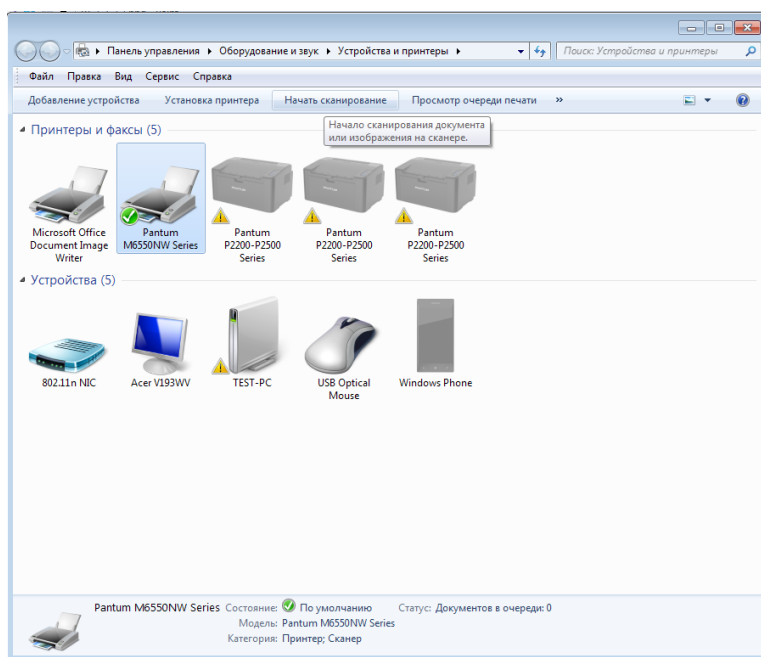 Панель управления ▸ Оборудование и звук ▸ Устройства и принтеры ▸
Поиск: Устройства и принтеры
Файл Правка Вид Сервис Справка
Добавление устройства Установка принтера Начать сканирование Просмотр очереди печати »
Начало сканирования документа
или изображения на сканере.
Принтеры и факсы (5)
Microsoft Office
Document Image
Writer
Pantum
M6550NW Series
Pantum
P2200-P2500
Series
Pantum
P2200-P2500
Series
Pantum
P2200-P2500
Series
Устройства (5)
802.11n NIC
Acer V193WV
TEST-PC
USB Optical
Mouse
Windows Phone
Pantum M6550NW Series Состояние: По умолчанию Статус: Документов в очереди: 0
Модель: Pantum M6550NW Series
Категория: Принтер; Сканер